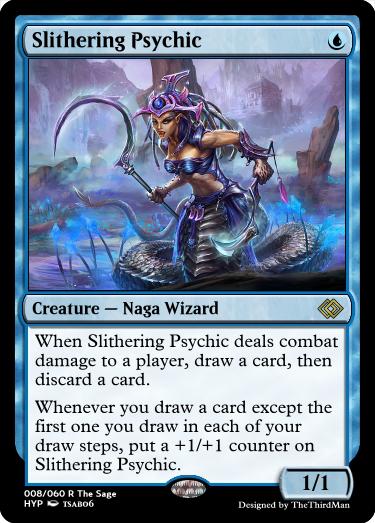 Slithering Psychic
Creature — Naga Wizard
When Slithering Psychic deals combat
damage to a player, draw a card, then
discard a card.
Whenever you draw a card except the
first one you draw in each of your
draw steps, put a +1/+1 counter on
Slithering Psychic.
1/1
008/060 R The Sage
HYP TSABO6
Designed by TheThirdMan